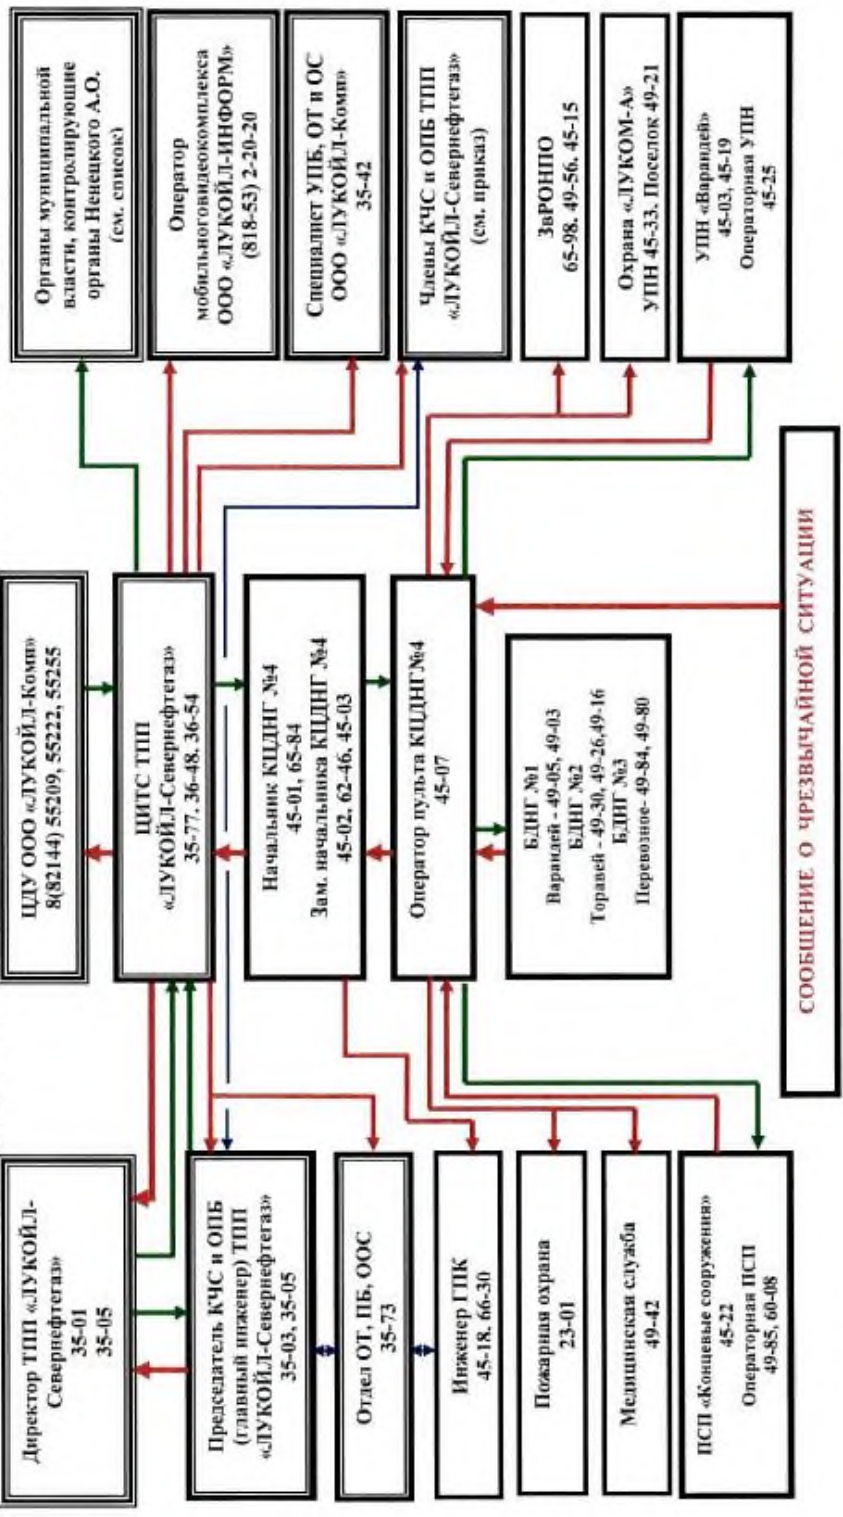 Директор ТПП «ЛУКОЙЛ-
Севернефтегаз»
35-01
35-05
Председатель КЧС и ОПБ
(главный инженер) ТПП
«ЛУКОЙЛ-Севернефтегаз»
35-03, 35-05
Отдел ОТ, ПБ, ООС
35-73
Инженер ГПК
45-18, 66-30
Пожарная охрана
23-01
Медицинская служба
49-42
ПСП «Концевые сооружения»
45-22
Операторная ПСП
49-85, 60-08
ЦДУ ООО «ЛУКОЙЛ-Коми»
8(82144) 55209, 55222, 55255
ЦИТС ТПП
«ЛУКОЙЛ-Севернефтегаз»
35-77, 36-48, 36-54
Начальник КЦДНГ №4
45-01, 65-84
Зам. начальника КЦДНГ №4
45-02, 62-46, 45-03
Оператор пульта КЦДНГ№4
45-07
БДНГ №1
Варандей - 49-05, 49-03
БДНГ №2
Торавей - 49-30, 49-26,49-16
БДНГ №3
Перевозное- 49-84, 49-80
СООБЩЕНИЕ О ЧРЕЗВЫЧАЙНОЙ СИТУАЦИИ
Органы муниципальной
власти, контролирующие
органы Ненецкого А.О.
(см. список)
Оператор
мобильноговидеокомплекса
ООО «ЛУКОЙЛ-ИНФОРМ»
(818-53) 2-20-20
Специалист УПБ, ОТ и ОС
ООО «ЛУКОЙЛ-Коми»
35-42
Члены КЧС и ОПБ ТПП
«ЛУКОЙЛ-Севернефтегаз»
(см. приказ)
ЗвРОНПО
65-98. 49-56. 45-15
Охрана «ЛУКОМ-А»
УПН 45-33. Поселок 49-21
УПН «Варандей»
45-03, 45-19
Операторная УПН
45-25